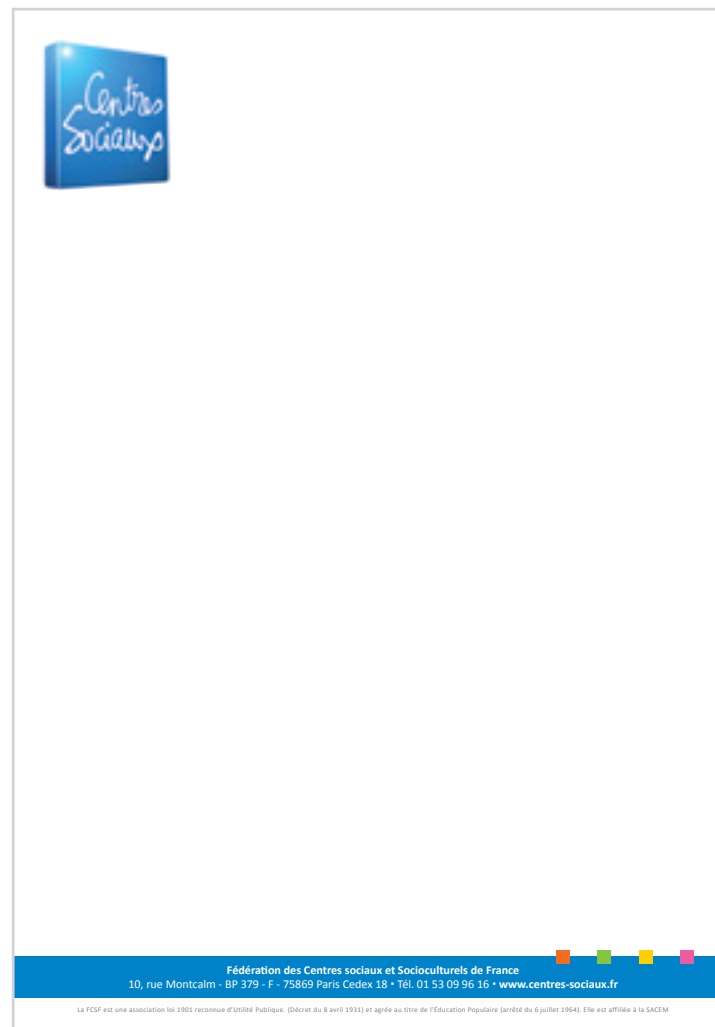 Centres
Sociaux
Fédération des Centres sociaux et Socioculturels de France
10, rue Montcalm - BP 379 - F - 75869 Paris Cedex 18 • Tél. 01 53 09 96 16 • www.centres-sociaux.fr
La FCSF est une association loi 1901 reconnue d'Utilité Publique. (Décret du 8 avril 1931) et agrée au titre de l'Éducation Populaire (arrêté du 6 juillet 1964). Elle est affiliée à la SACEM